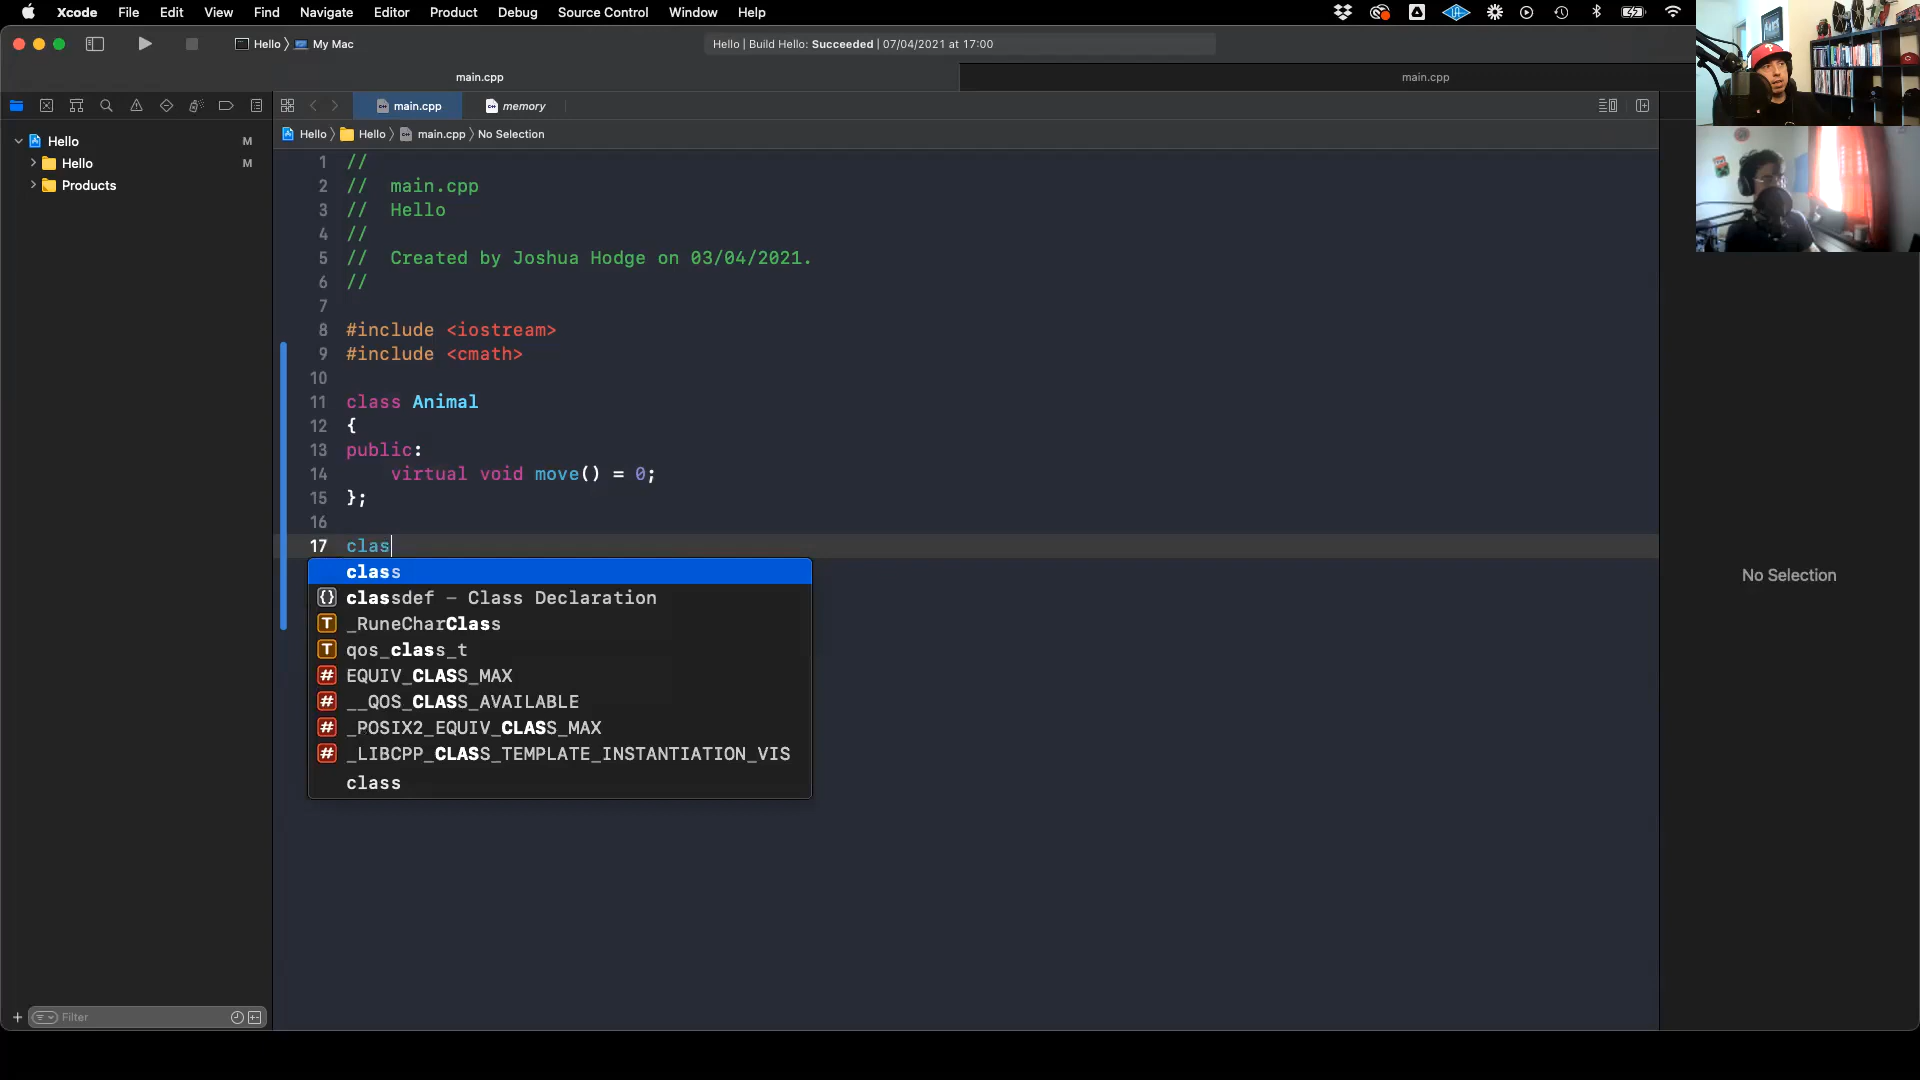 Xcode File Edit View Find Navigate Editor Product Debug Source Control Window Help
Hello My Mac
Hello | Build Hello: Succeeded | 07/04/2021 at 17:00
main.cpp
main.cpp
main.cpp
memory
Hello
M
Hello
M
Products
Hello Hello main.cpp No Selection
1 //
2 // main.cpp
3 // Hello
4 //
5 // Created by Joshua Hodge on 03/04/2021.
6 //
7
8 #include <iostream>
9 #include <cmath>
10
11 class Animal
12 {
13 public:
14 virtual void move() = 0;
15 };
16
17 clas
class
{} classdef — Class Declaration
T _RuneCharClass
T qos_class_t
# EQUIV_CLASS_MAX
# __QOS_CLASS_AVAILABLE
# _POSIX2_EQUIV_CLASS_MAX
# _LIBCPP_CLASS_TEMPLATE_INSTANTIATION_VIS
class
No Selection
Filter